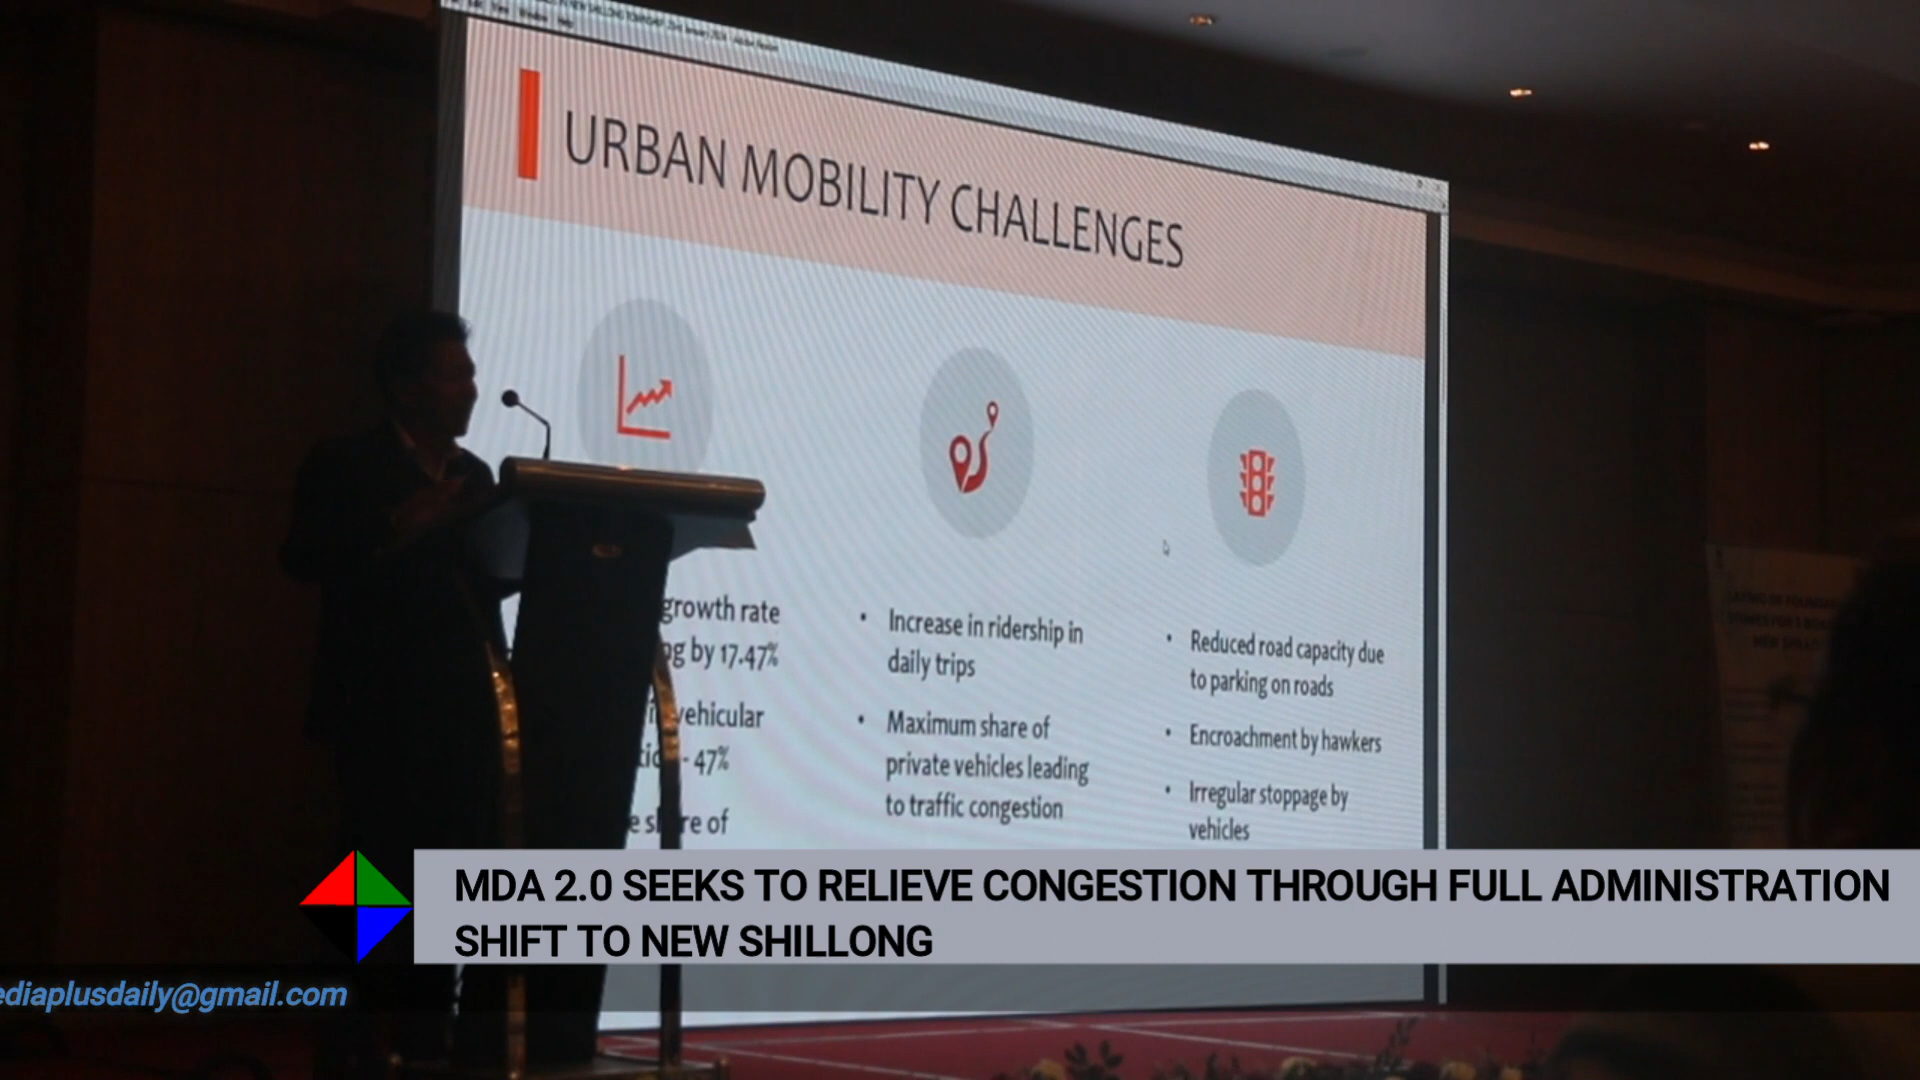 URBAN MOBILITY CHALLENGES
growth rate
by 17.47%
vehicular
- 47%
re of
• Increase in ridership in
daily trips
• Maximum share of
private vehicles leading
to traffic congestion
• Reduced road capacity due
to parking on roads
• Encroachment by hawkers
• Irregular stoppage by
vehicles
MDA 2.0 SEEKS TO RELIEVE CONGESTION THROUGH FULL ADMINISTRATION
SHIFT TO NEW SHILLONG
ediaplusdaily@gmail.com